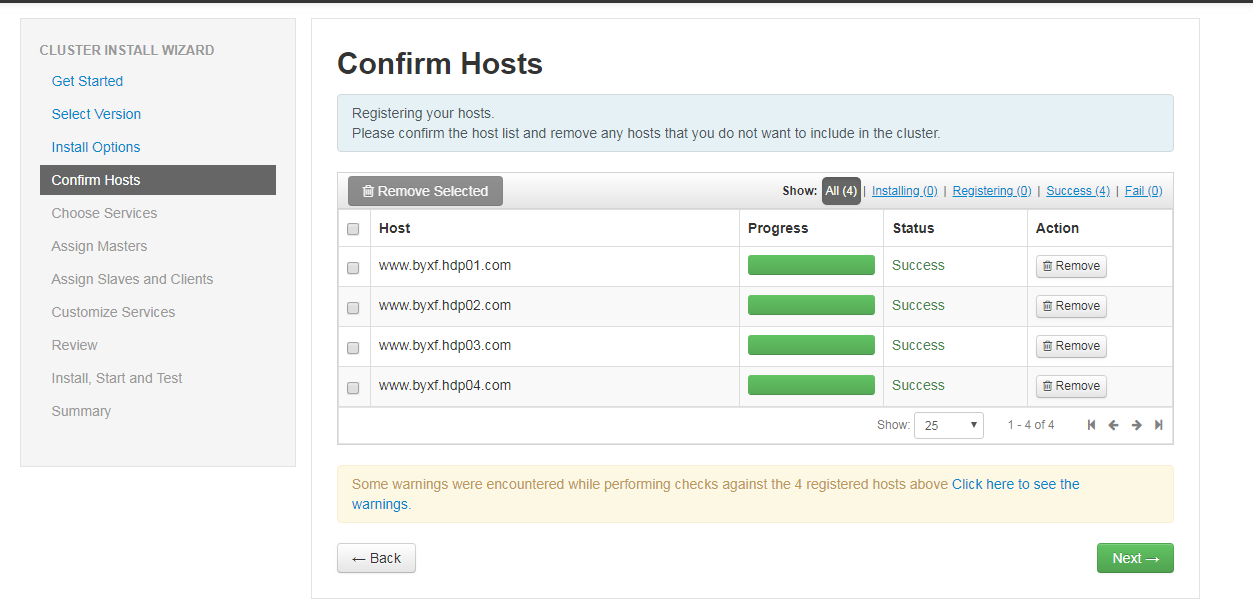 CLUSTER INSTALL WIZARD
Get Started
Select Version
Install Options
Confirm Hosts
Choose Services
Assign Masters
Assign Slaves and Clients
Customize Services
Review
Install, Start and Test
Summary
Confirm Hosts
Registering your hosts.
Please confirm the host list and remove any hosts that you do not want to include in the cluster.
Remove Selected Show: All (4) | Installing (0) | Registering (0) | Success (4) | Fail (0)
Host Progress Status Action
www.byxf.hdp01.com Success Remove
www.byxf.hdp02.com Success Remove
www.byxf.hdp03.com Success Remove
www.byxf.hdp04.com Success Remove
Show: 25 1 - 4 of 4
Some warnings were encountered while performing checks against the 4 registered hosts above Click here to see the
warnings.
← Back Next →